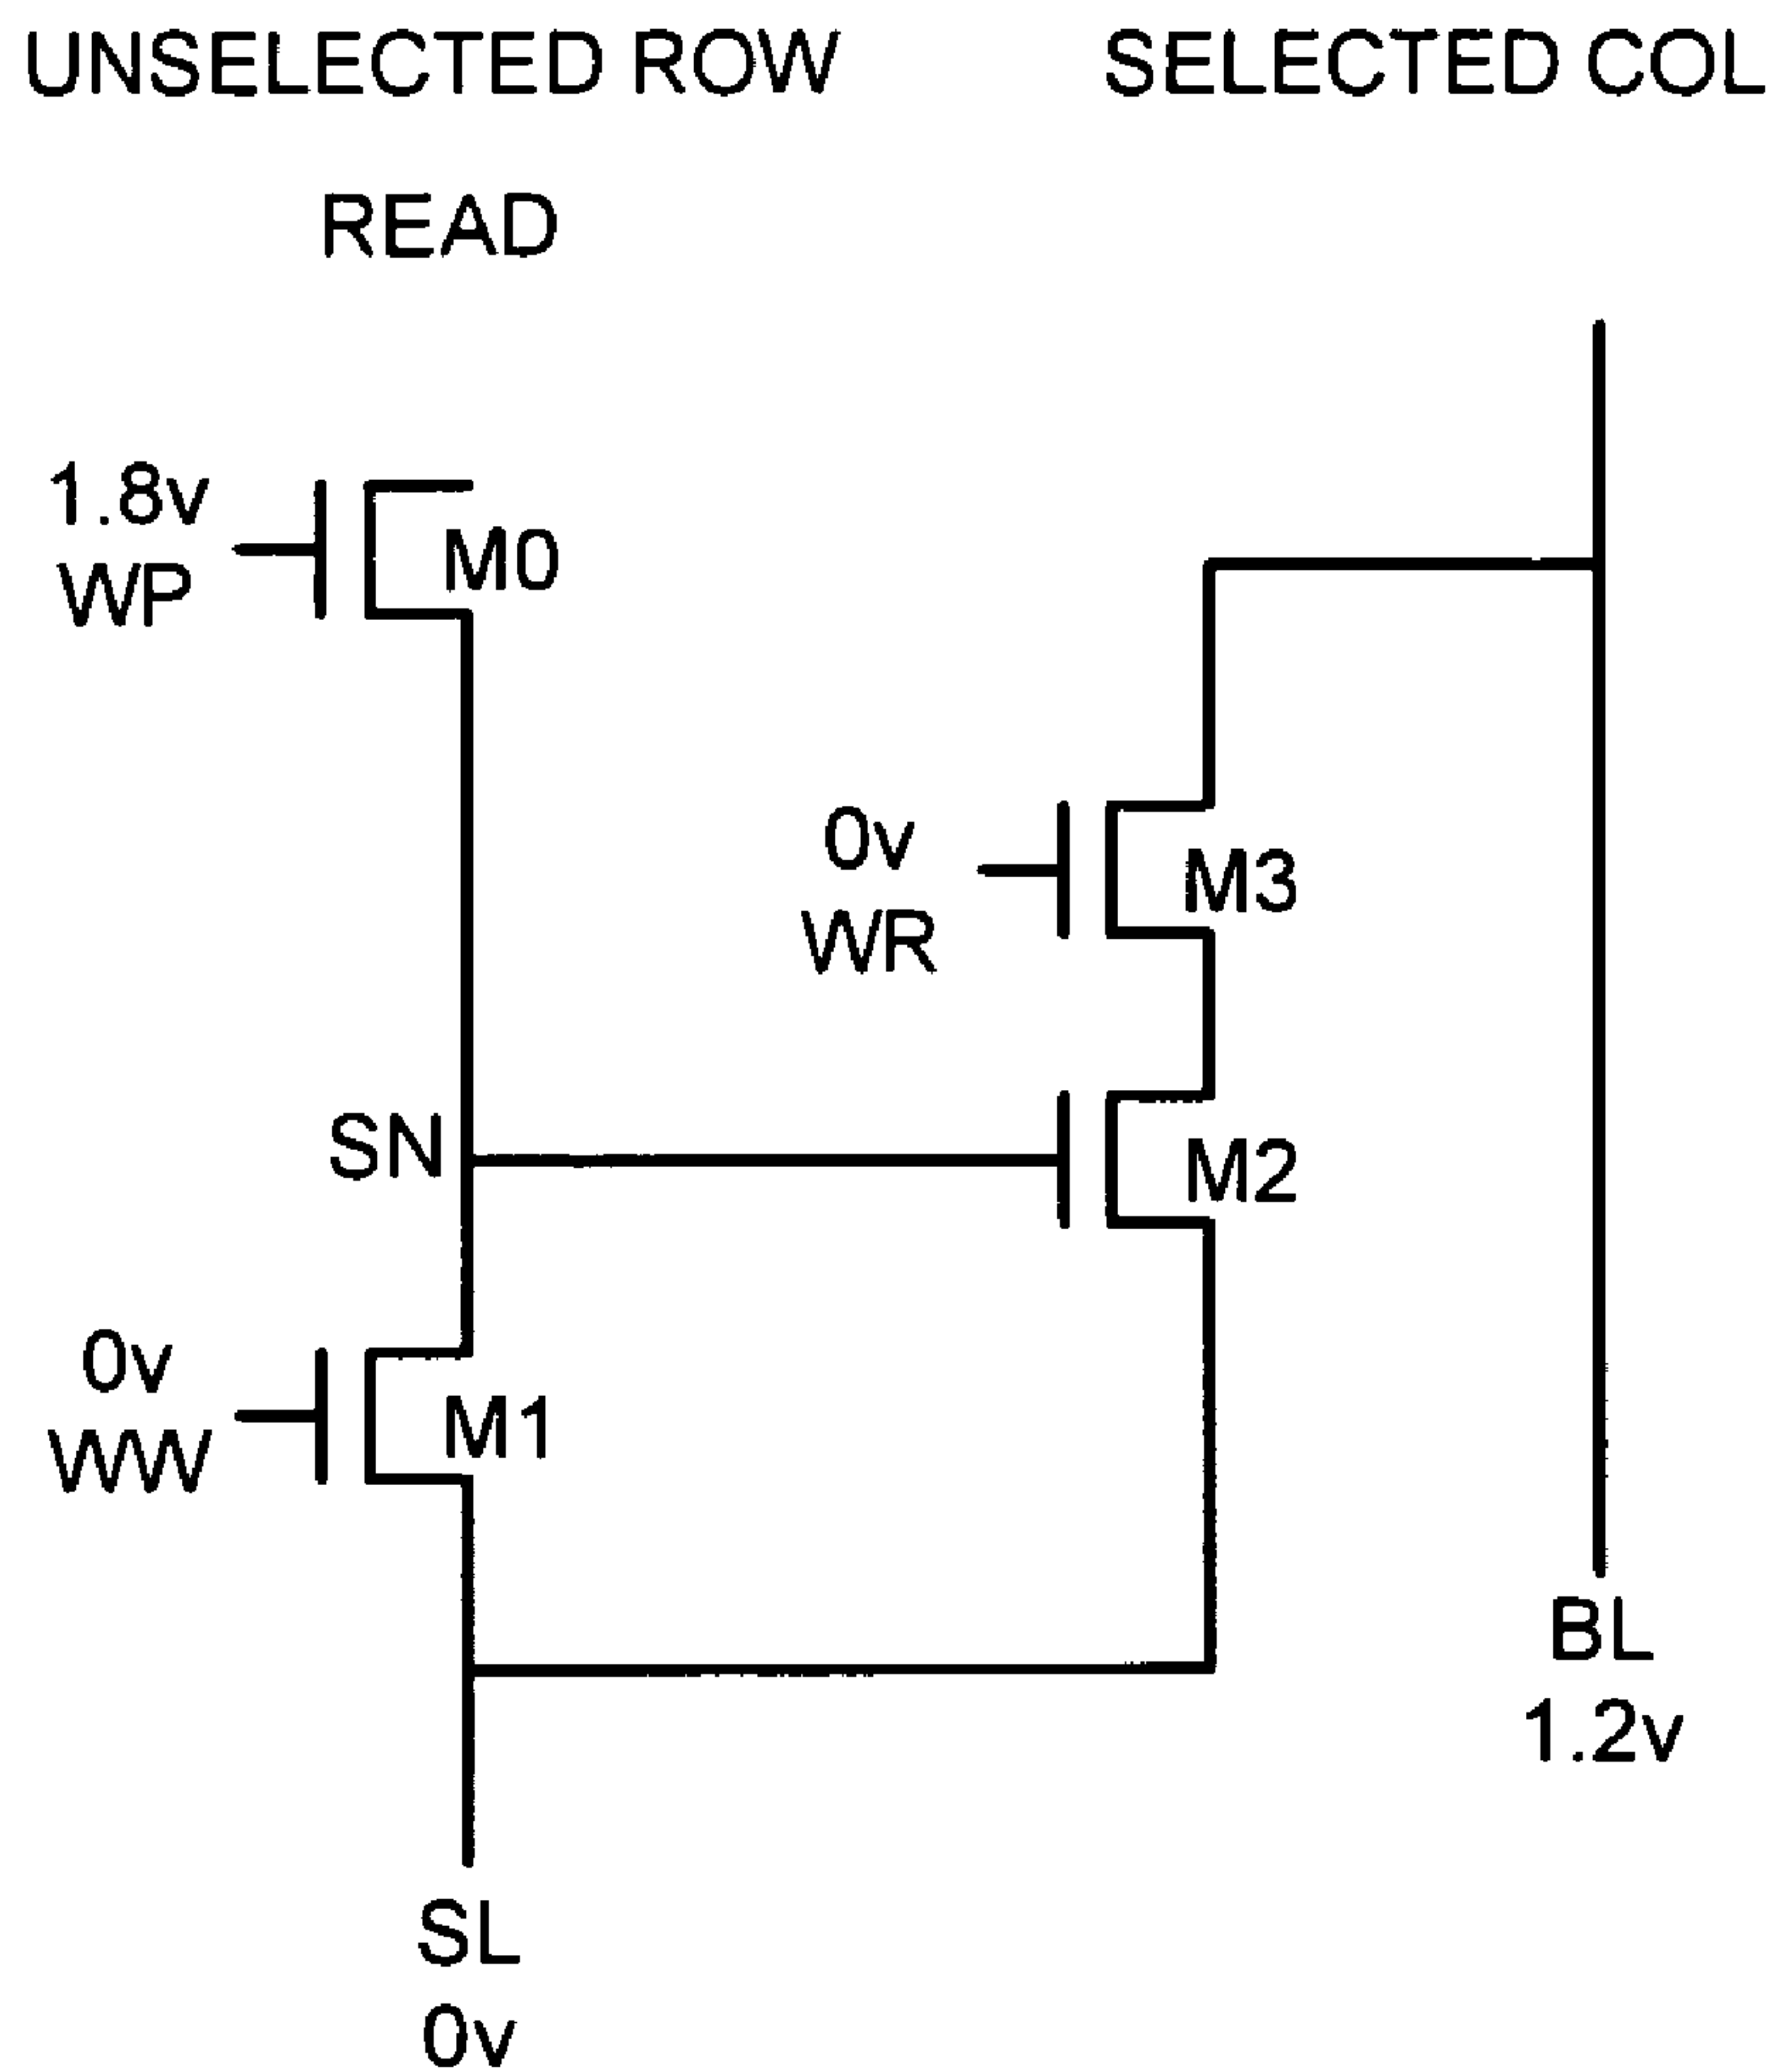 UNSELECTED ROW SELECTED COL
READ
1.8v
WP
M0
0v
WR
M3
SN
M2
0v
WW
M1
BL
1.2v
SL
0v